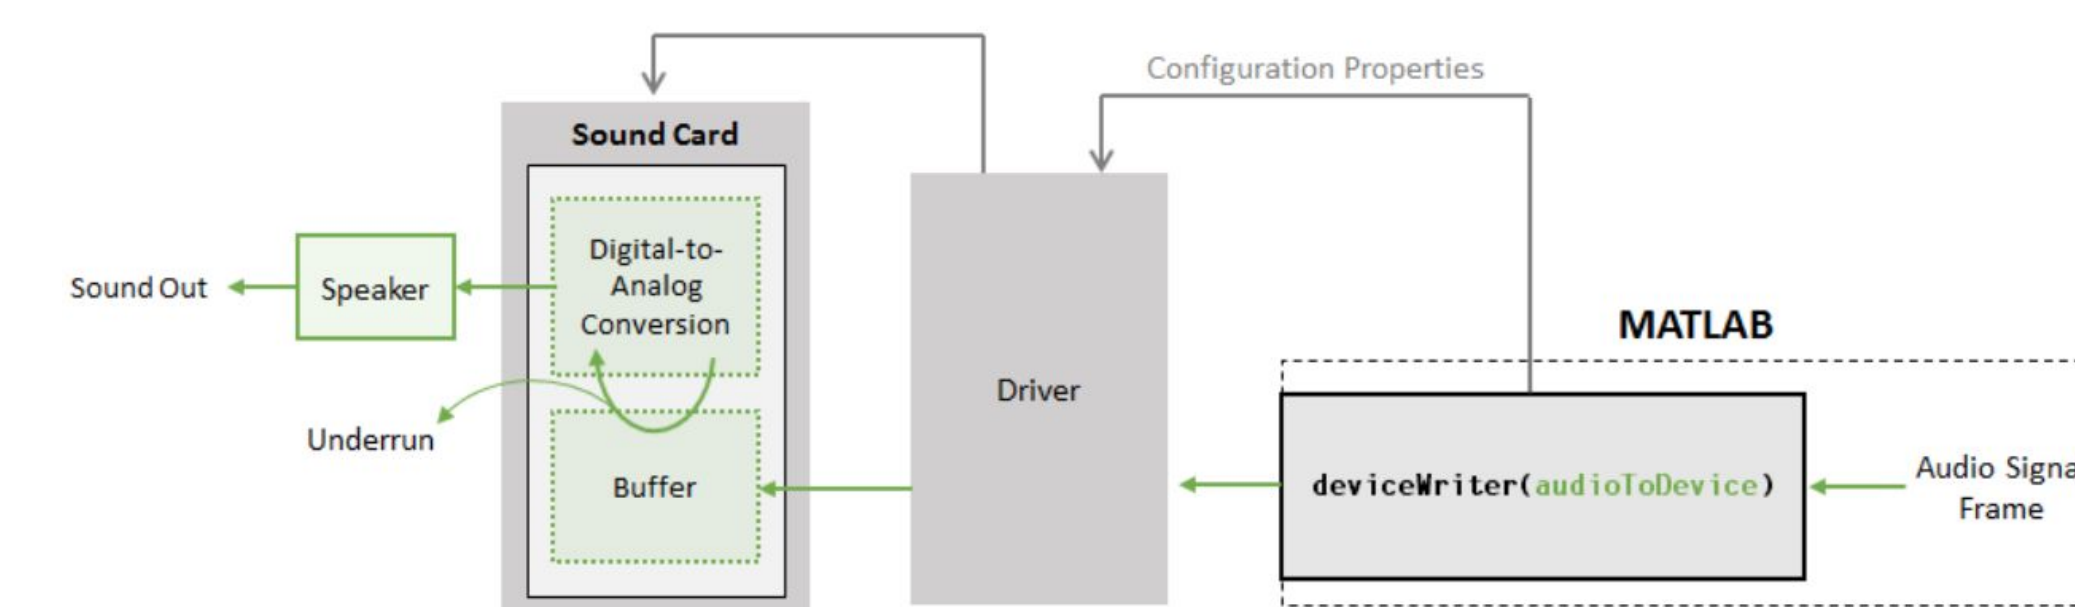 Configuration Properties
Sound Card
Digital-to-
Analog
Conversion
Sound Out
Speaker
MATLAB
Driver
Underrun
Buffer
deviceWriter(audioToDevice)
Audio Signa
Frame